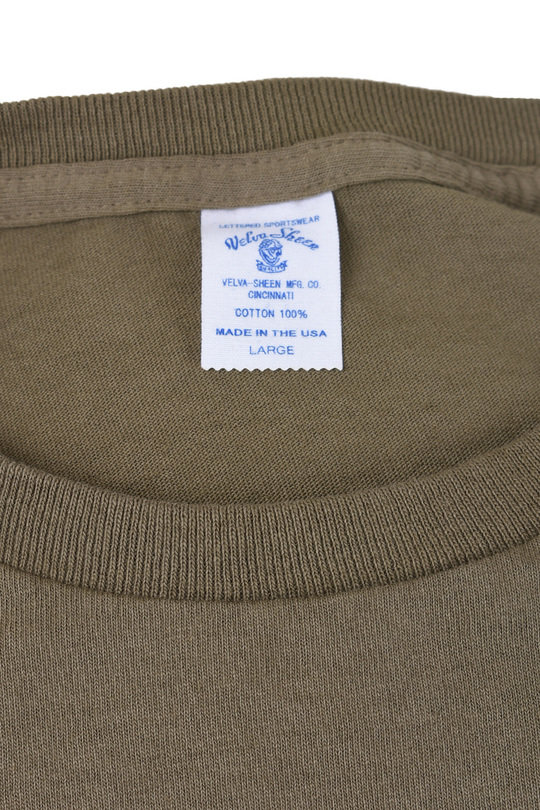 LETTERED SPORTSWEAR
Velva Sheen
VELVA-SHEEN MFG. CO.
CINCINNATI
COTTON 100%
MADE IN THE USA
LARGE